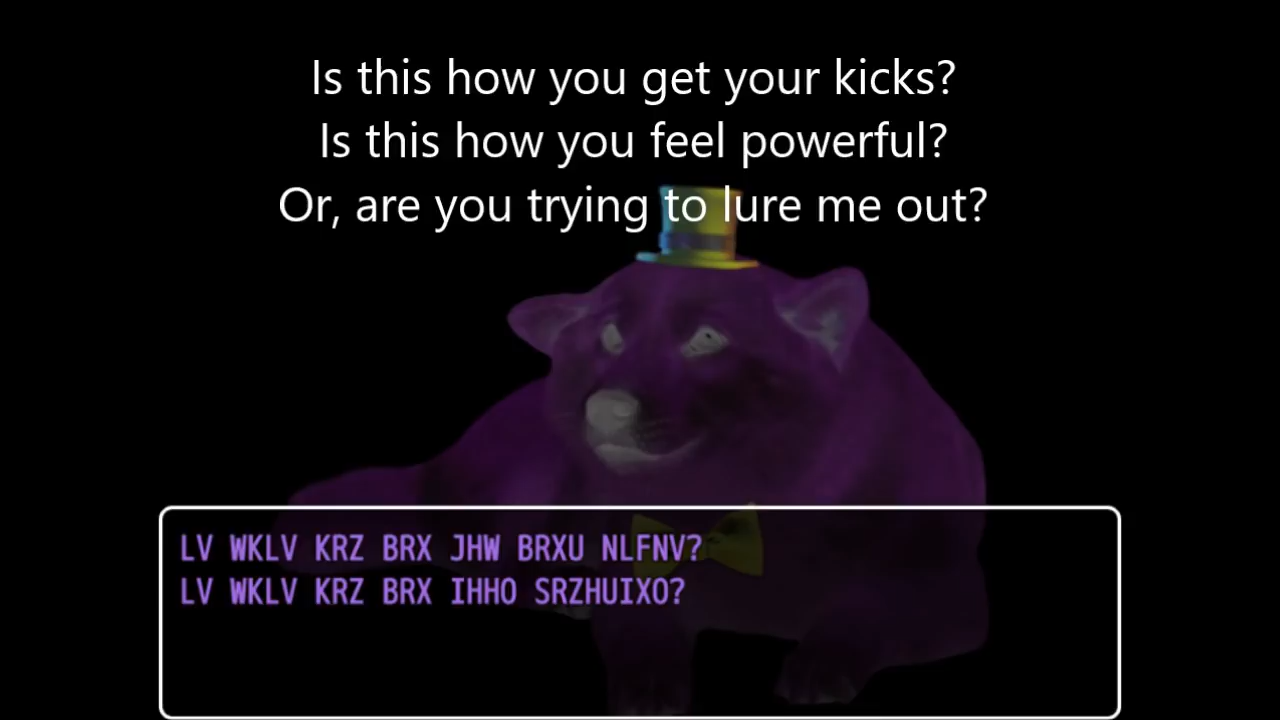 Is this how you get your kicks?
Is this how you feel powerful?
Or, are you trying to lure me out?
LV WKLV KRZ BRX JHW BRXU NLFNV?
LV WKLV KRZ BRX IHHO SRZHUIXO?